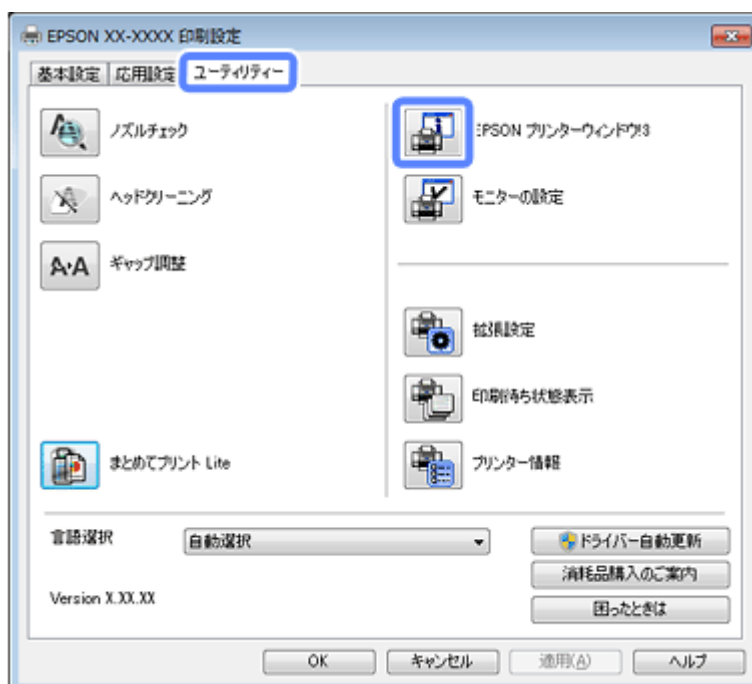 EPSON XX-XXXX 印刷設定
基本設定
応用設定
ユーティリティー
ノズルチェック
ヘッドクリーニング
A·A
ギャップ調整
まとめてプリント Lite
EPSON プリンターウィンドウ!3
モニターの設定
拡張設定
印刷待ち状態表示
プリンター情報
言語選択
自動選択
Version X.XX.XX
ドライバー自動更新
消耗品購入のご案内
困ったときは
OK
キャンセル
適用(A)
ヘルプ